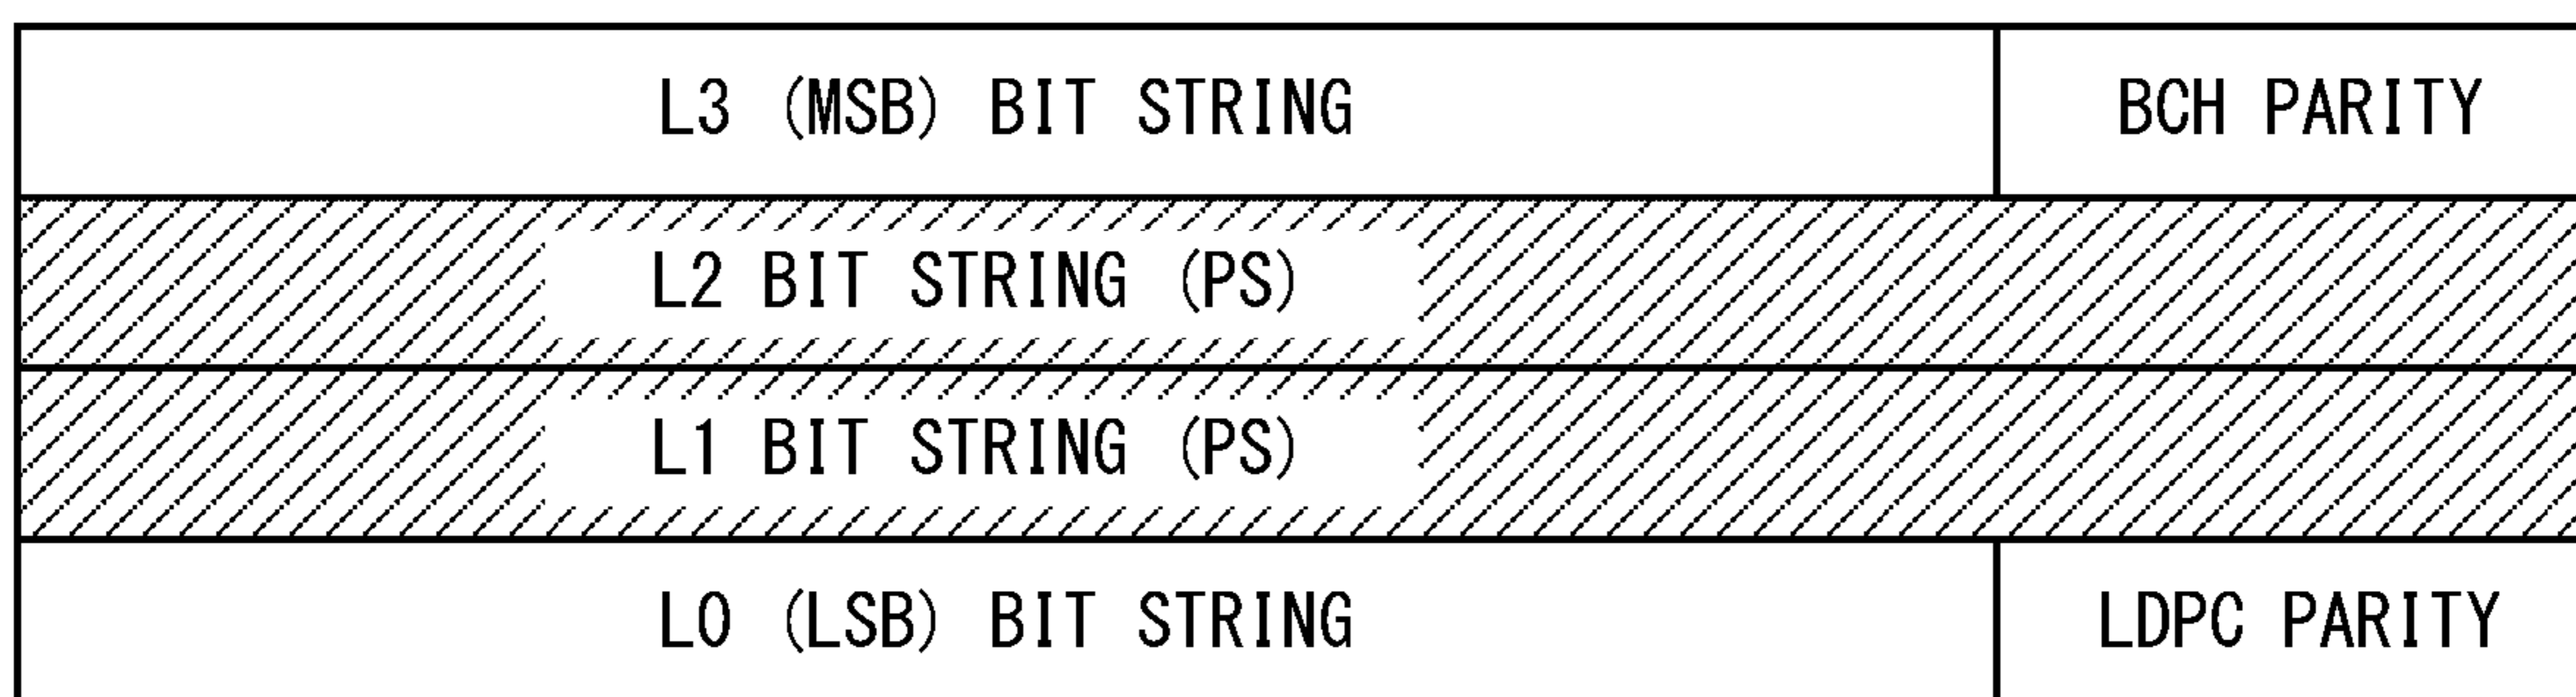 L3 (MSB) BIT STRING BCH PARITY
L2 BIT STRING (PS)
L1 BIT STRING (PS)
L0 (LSB) BIT STRING LDPC PARITY